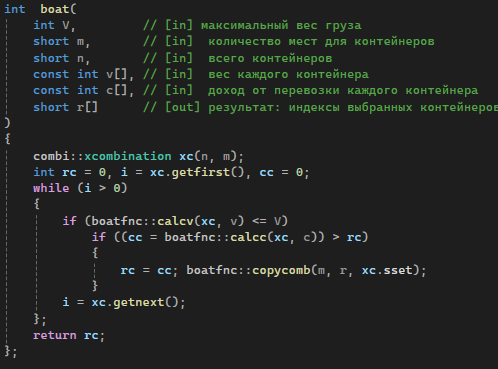 int  boat(
    int V,         // [in] максимальный вес груза
    short m,       // [in]  количество мест для контейнеров
    short n,       // [in]  всего контейнеров
    const int v[], // [in]  вес каждого контейнера
    const int c[], // [in]  доход от перевозки каждого контейнера
    short r[]      // [out] результат: индексы выбранных контейнеров
)
{
    combi::xcombination xc(n, m);
    int rc = 0, i = xc.getfirst(), cc = 0;
    while (i > 0)
    {
        if (boatfnc::calcv(xc, v) <= V)
            if ((cc = boatfnc::calcc(xc, c)) > rc)
            {
                rc = cc; boatfnc::copycomb(m, r, xc.sset);
            }
        i = xc.getnext();
    };
    return rc;
};